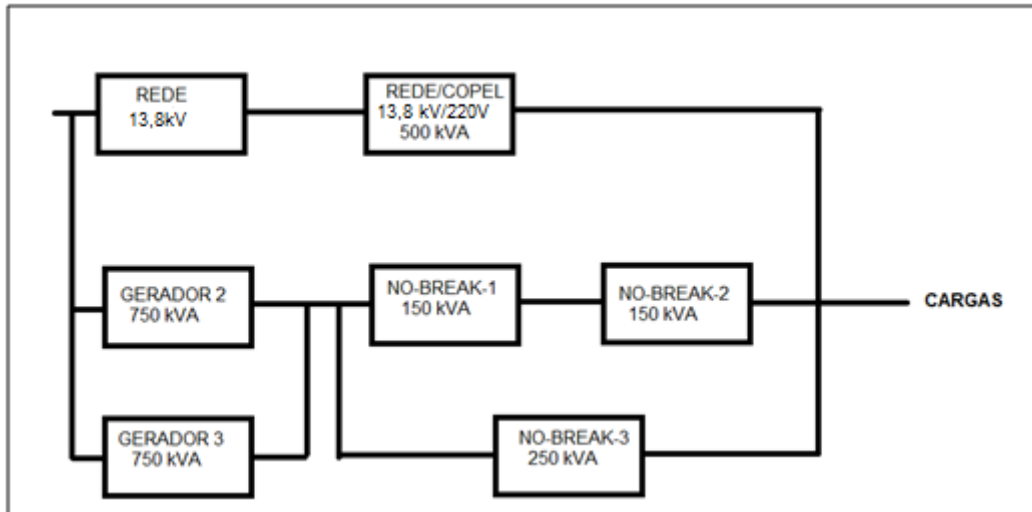 REDE
13,8kV
REDE/COPEL
13,8 kV/220V
500 kVA
GERADOR 2
750 kVA
NO-BREAK-1
150 kVA
NO-BREAK-2
150 kVA
CARGAS
GERADOR 3
750 kVA
NO-BREAK-3
250 kVA